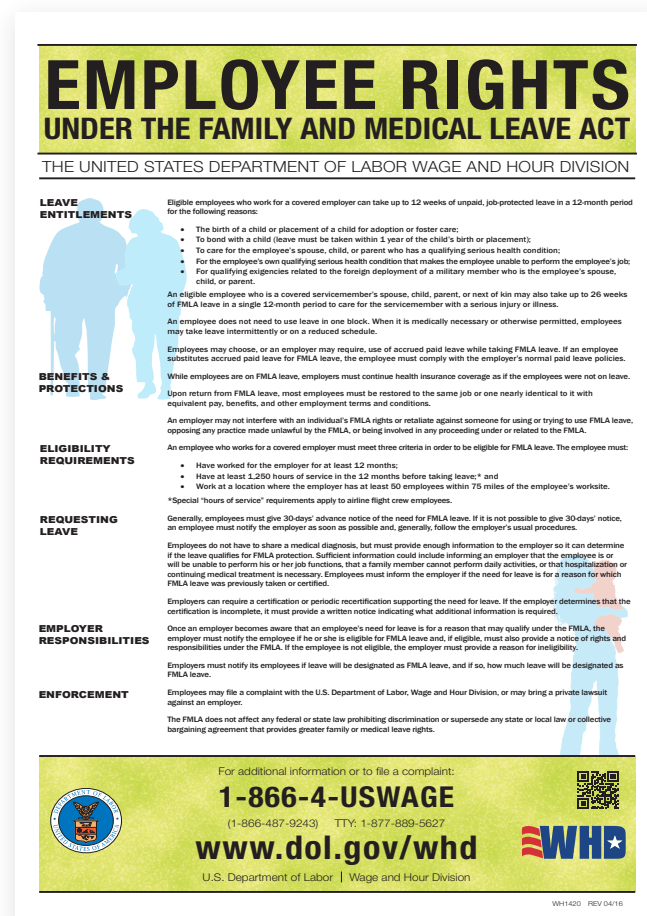 EMPLOYEE RIGHTS
UNDER THE FAMILY AND MEDICAL LEAVE ACT
THE UNITED STATES DEPARTMENT OF LABOR WAGE AND HOUR DIVISION
LEAVE
ENTITLEMENTS
Eligible employees who work for a covered employer can take up to 12 weeks of unpaid, job-protected leave in a 12-month period
for the following reasons:
• The birth of a child or placement of a child for adoption or foster care;
• To bond with a child (leave must be taken within 1 year of the child's birth or placement);
• To care for the employee's spouse, child, or parent who has a qualifying serious health condition;
• For the employee's own qualifying serious health condition that makes the employee unable to perform the employee's job;
• For qualifying exigencies related to the foreign deployment of a military member who is the employee's spouse,
child, or parent.
An eligible employee who is a covered servicemember's spouse, child, parent, or next of kin may also take up to 26 weeks
of FMLA leave in a single 12-month period to care for the servicemember with a serious injury or illness.
An employee does not need to use leave in one block. When it is medically necessary or otherwise permitted, employees
may take leave intermittently or on a reduced schedule.
Employees may choose, or an employer may require, use of accrued paid leave while taking FMLA leave. If an employee
substitutes accrued paid leave for FMLA leave, the employee must comply with the employer's normal paid leave policies.
BENEFITS &
PROTECTIONS
While employees are on FMLA leave, employers must continue health insurance coverage as if the employees were not on leave.
Upon return from FMLA leave, most employees must be restored to the same job or one nearly identical to it with
equivalent pay, benefits, and other employment terms and conditions.
An employer may not interfere with an individual's FMLA rights or retaliate against someone for using or trying to use FMLA leave,
opposing any practice made unlawful by the FMLA, or being involved in any proceeding under or related to the FMLA.
ELIGIBILITY
REQUIREMENTS
An employee who works for a covered employer must meet three criteria in order to be eligible for FMLA leave. The employee must:
• Have worked for the employer for at least 12 months;
• Have at least 1,250 hours of service in the 12 months before taking leave;* and
• Work at a location where the employer has at least 50 employees within 75 miles of the employee's worksite.
*Special "hours of service" requirements apply to airline flight crew employees.
REQUESTING
LEAVE
Generally, employees must give 30-days' advance notice of the need for FMLA leave. If it is not possible to give 30-days' notice,
an employee must notify the employer as soon as possible and, generally, follow the employer's usual procedures.
Employees do not have to share a medical diagnosis, but must provide enough information to the employer so it can determine
if the leave qualifies for FMLA protection. Sufficient information could include informing an employer that the employee is or
will be unable to perform his or her job functions, that a family member cannot perform daily activities, or that hospitalization or
continuing medical treatment is necessary. Employees must inform the employer if the need for leave is for a reason for which
FMLA leave was previously taken or certified.
Employers can require a certification or periodic recertification supporting the need for leave. If the employer determines that the
certification is incomplete, it must provide a written notice indicating what additional information is required.
EMPLOYER
RESPONSIBILITIES
Once an employer becomes aware that an employee's need for leave is for a reason that may qualify under the FMLA, the
employer must notify the employee if he or she is eligible for FMLA leave and, if eligible, must also provide a notice of rights and
responsibilities under the FMLA. If the employee is not eligible, the employer must provide a reason for ineligibility.
Employers must notify its employees if leave will be designated as FMLA leave, and if so, how much leave will be designated as
FMLA leave.
ENFORCEMENT
Employees may file a complaint with the U.S. Department of Labor, Wage and Hour Division, or may bring a private lawsuit
against an employer.
The FMLA does not affect any federal or state law prohibiting discrimination or supersede any state or local law or collective
bargaining agreement that provides greater family or medical leave rights.
DEPARTMENT OF LABOR
UNITED STATES OF AMERICA
For additional information or to file a complaint:
1-866-4-USWAGE
(1-866-487-9243) TTY: 1-877-889-5627
www.dol.gov/whd
U.S. Department of Labor | Wage and Hour Division
WHD
WH1420 REV 04/16